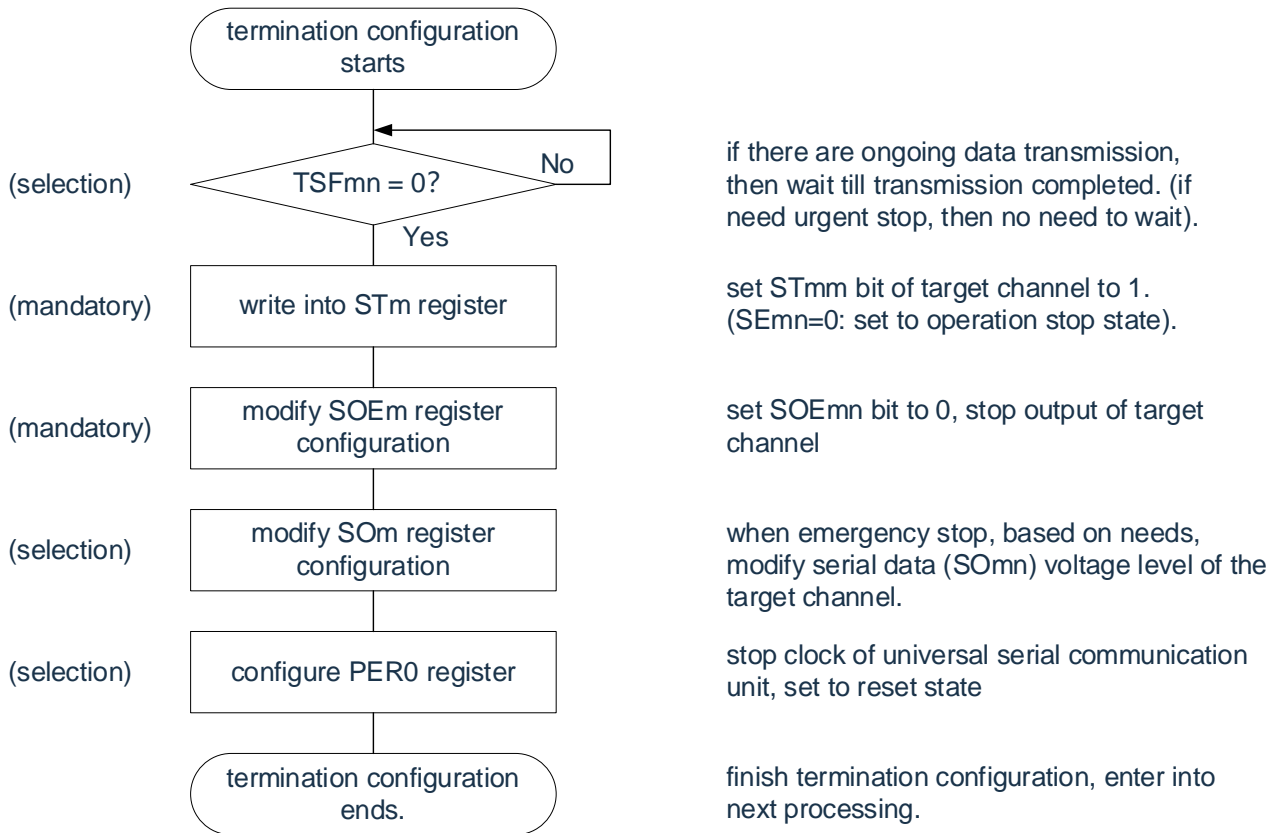 termination configuration
starts
(selection)
TSFmn = 0?
No
Yes
if there are ongoing data transmission,
then wait till transmission completed. (if
need urgent stop, then no need to wait).
(mandatory)
write into STm register
set STmm bit of target channel to 1.
(SEmn=0: set to operation stop state).
(mandatory)
modify SOEm register
configuration
set SOEmn bit to 0, stop output of target
channel
(selection)
modify SOm register
configuration
when emergency stop, based on needs,
modify serial data (SOmn) voltage level of the
target channel.
(selection)
configure PER0 register
stop clock of universal serial communication
unit, set to reset state
termination configuration
ends.
finish termination configuration, enter into
next processing.